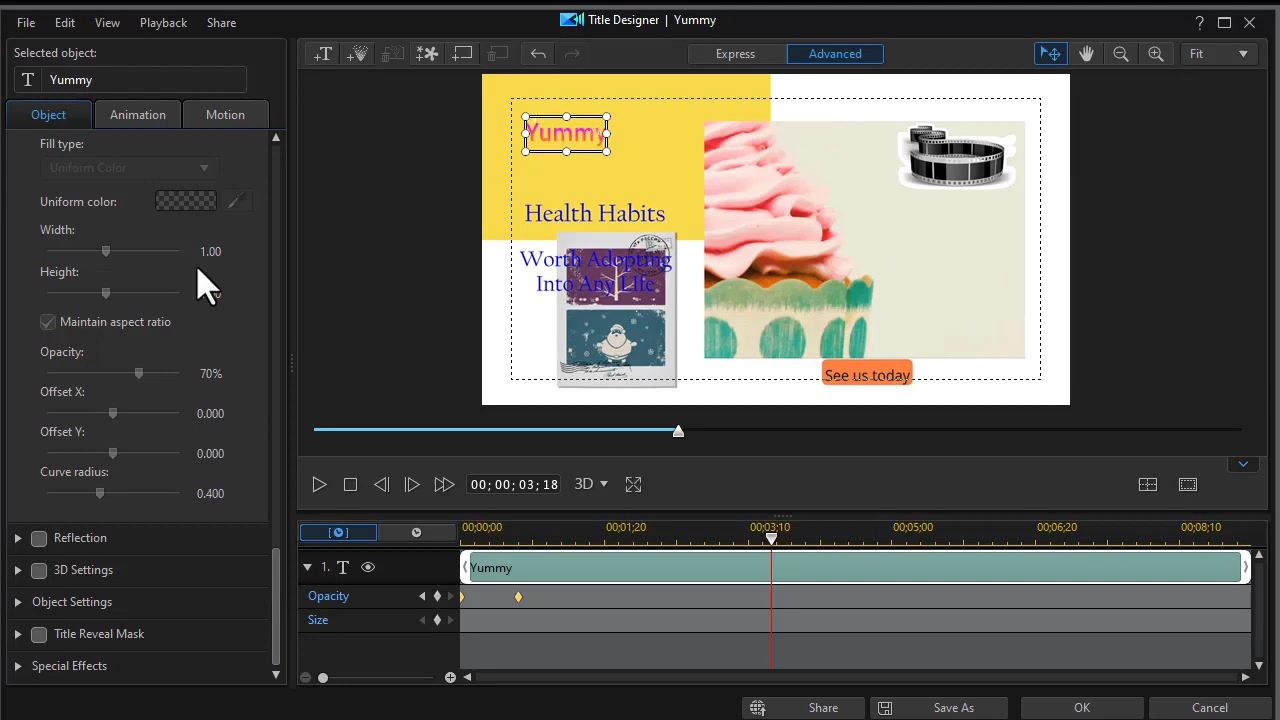 File Edit View Playback Share
Title Designer | Yummy
?
Selected object:
T Yummy
Express Advanced
Fit
Object Animation Motion
Fill type:
Uniform Color
Uniform color:
Width:
1.00
Height:
Maintain aspect ratio
Opacity:
70%
Offset X:
0.000
Offset Y:
0.000
Curve radius:
0.400
Reflection
3D Settings
Object Settings
Title Reveal Mask
Special Effects
Yummy
Health Habits
Worth Adopting
Into Any Life
See us today
00;00;03;18
3D
00;00;00 00;01;20 00;03;10 00;05;00 00;06;20 00;08;10
1. T Yummy
Opacity
Size
Share Save As OK Cancel